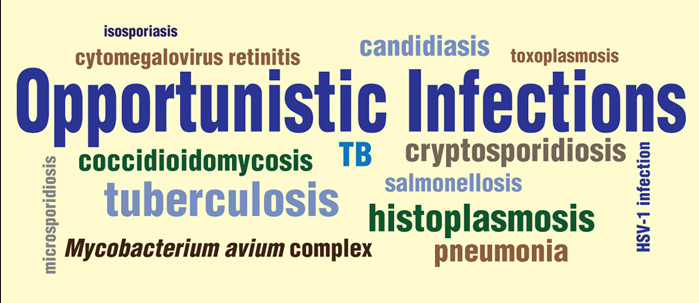 isosporiasis
cytomegalovirus retinitis
candidiasis
toxoplasmosis
Opportunistic Infections
coccidioidomycosis
TB
cryptosporidiosis
microsporidiosis
tuberculosis
salmonellosis
HSV-1 infection
histoplasmosis
Mycobacterium avium complex
pneumonia